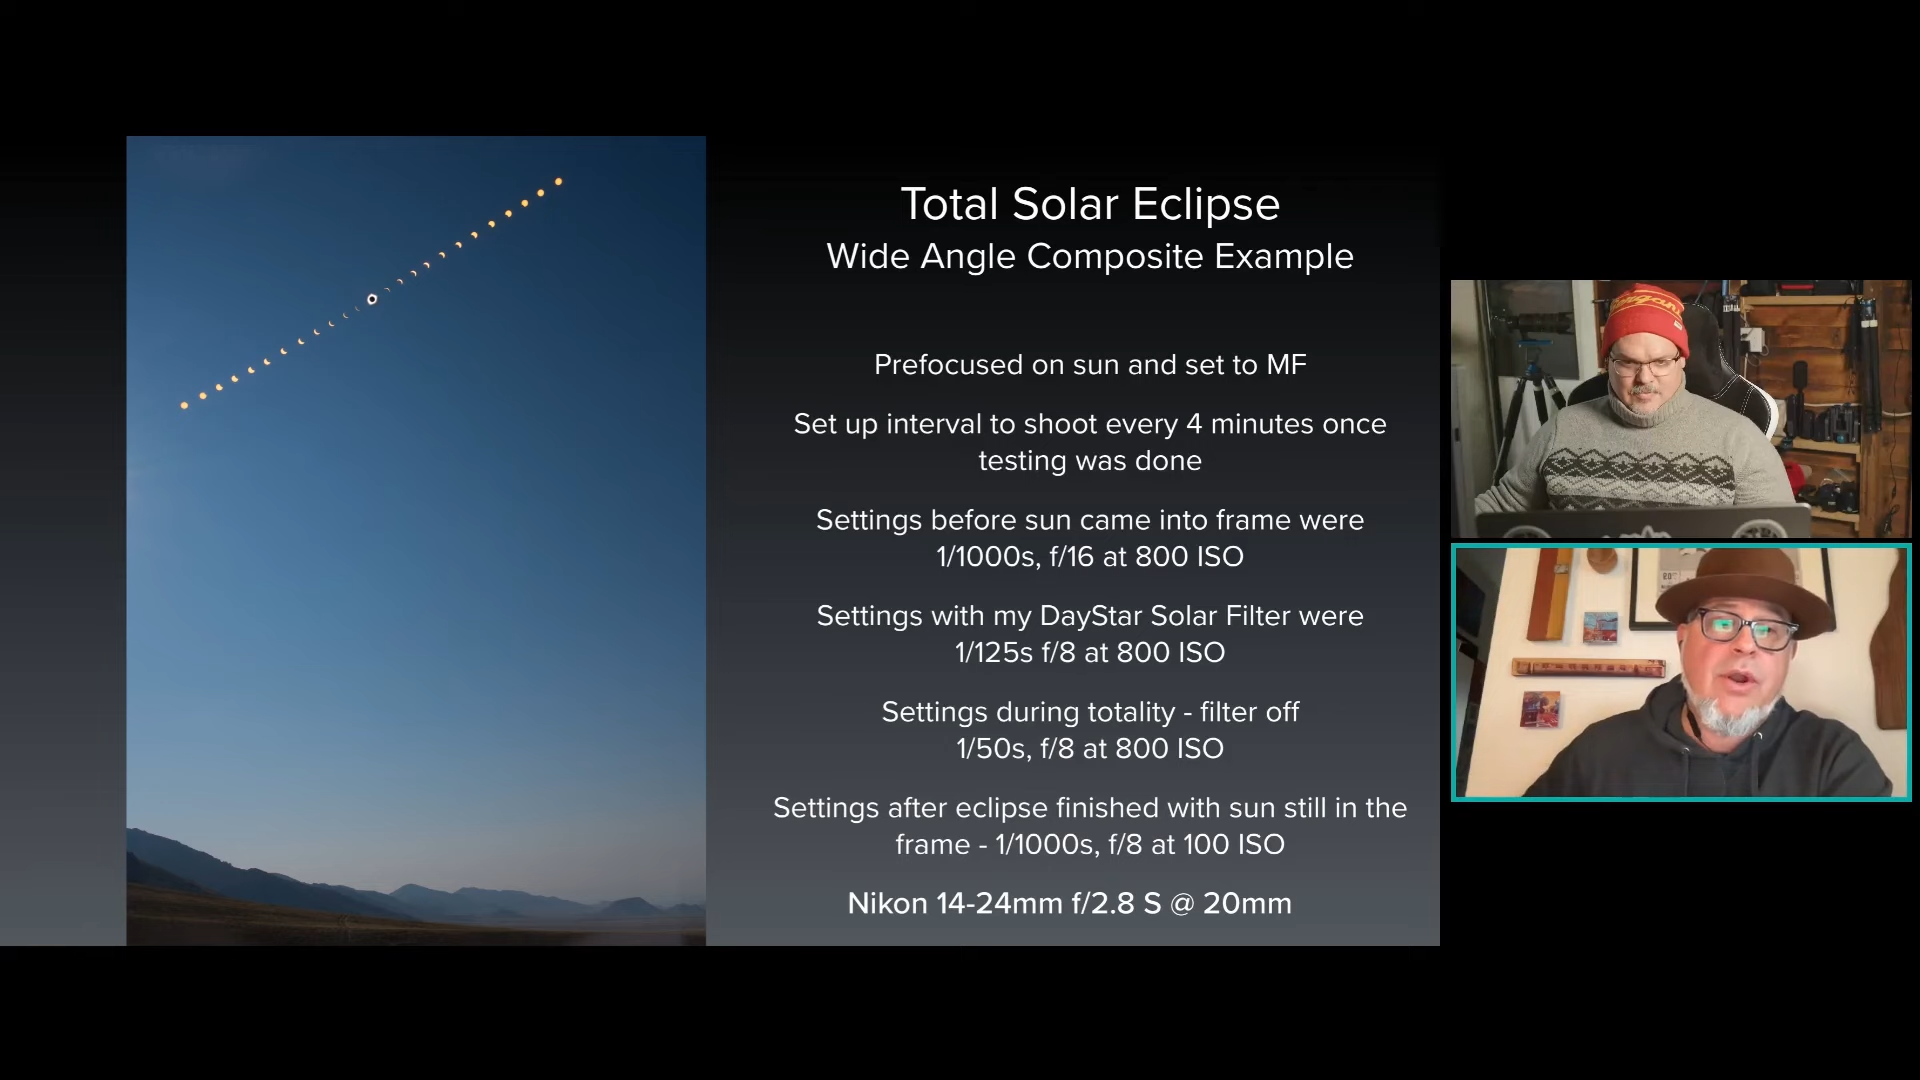 Total Solar Eclipse
Wide Angle Composite Example
Prefocused on sun and set to MF
Set up interval to shoot every 4 minutes once
testing was done
Settings before sun came into frame were
1/1000s, f/16 at 800 ISO
Settings with my DayStar Solar Filter were
1/125s f/8 at 800 ISO
Settings during totality - filter off
1/50s, f/8 at 800 ISO
Settings after eclipse finished with sun still in the
frame - 1/1000s, f/8 at 100 ISO
Nikon 14-24mm f/2.8 S @ 20mm